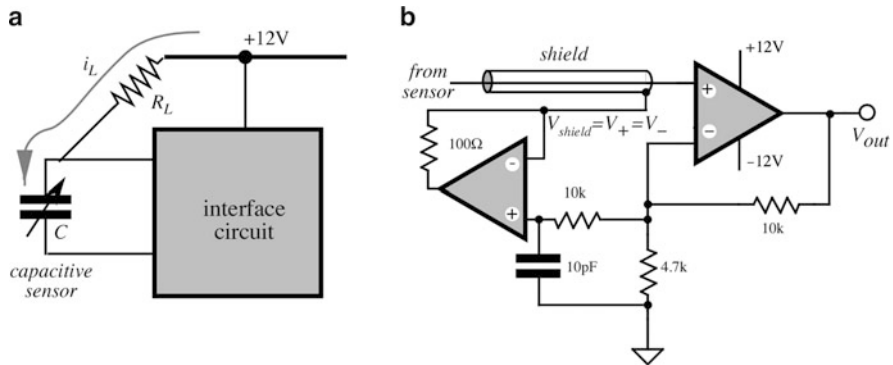 a
+12V
i_L
R_L
interface
circuit
C
capacitive
sensor
b
shield
from
sensor
+12V
+
−
−12V
V_out
V_shield=V_+=V_-
100Ω
-
+
10k
10k
10pF
4.7k